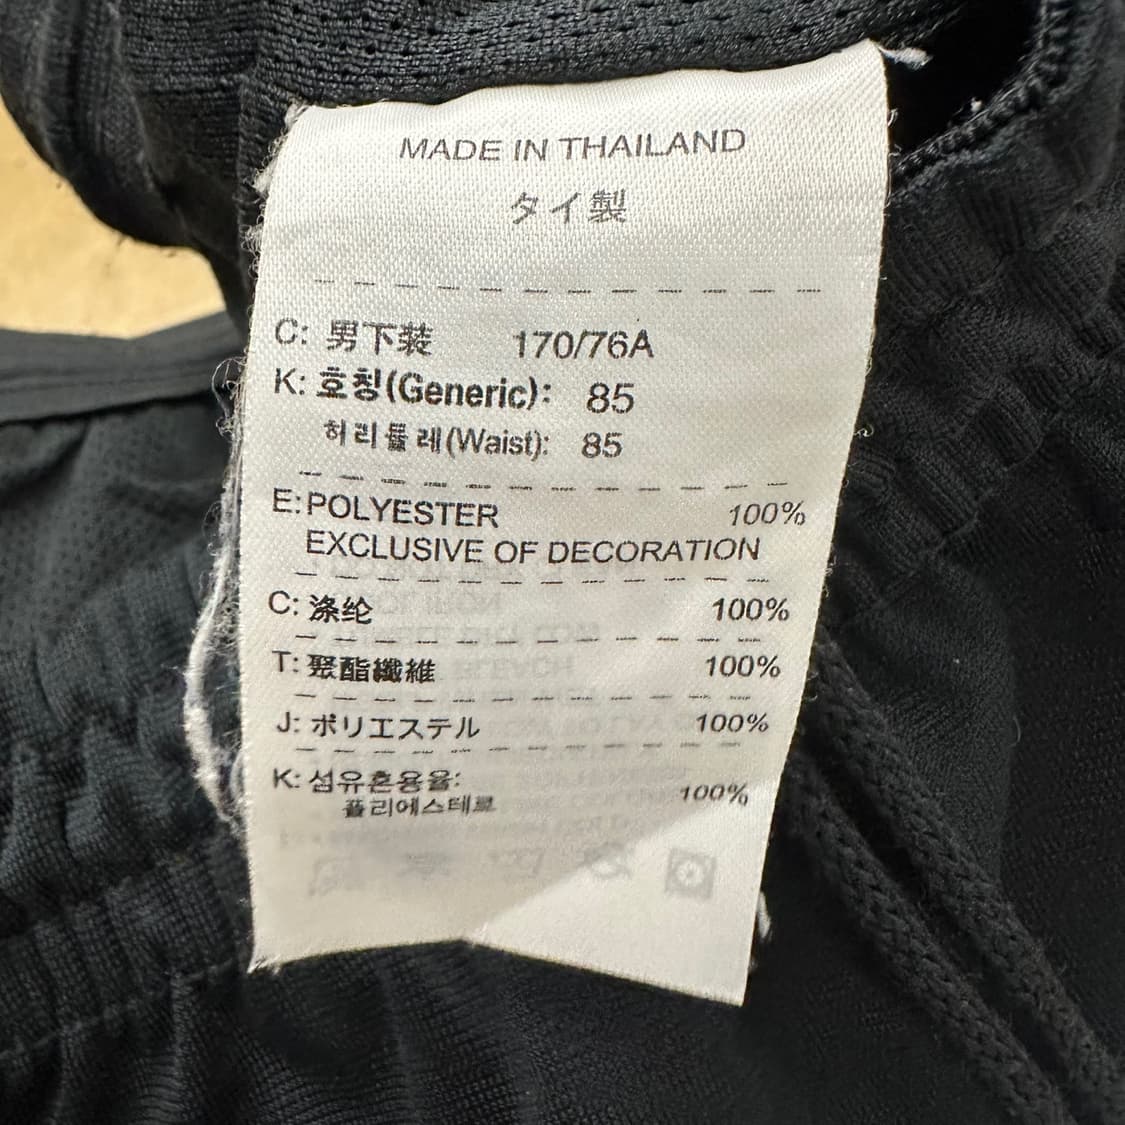 MADE IN THAILAND
タイ製
C: 男下装 170/76A
K: 호칭(Generic): 85
허리둘레(Waist): 85
E: POLYESTER 100%
EXCLUSIVE OF DECORATION
C: 涤纶 100%
T: 聚酯纖維 100%
J: ポリエステル 100%
K: 섬유혼용율:
폴리에스테르 100%